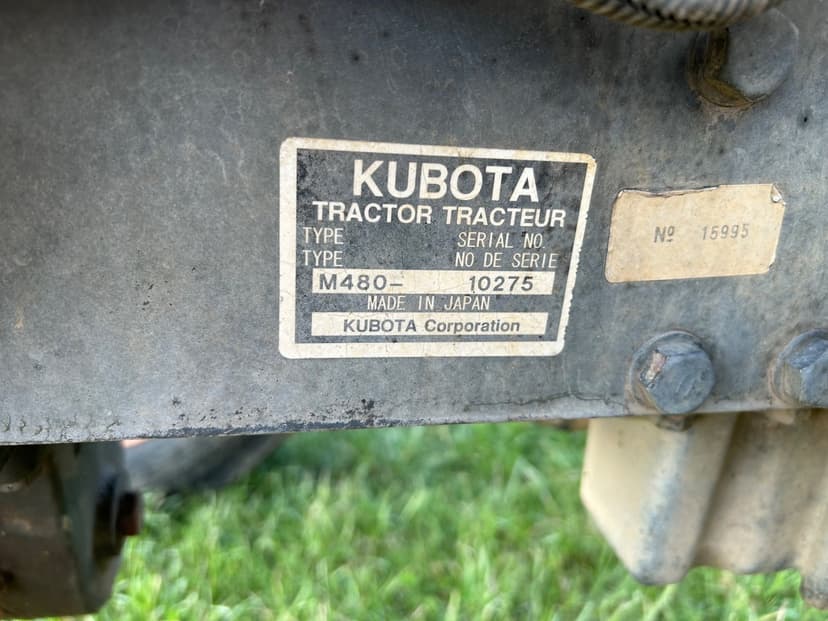 KUBOTA
TRACTOR TRACTEUR
TYPE SERIAL NO.
TYPE NO DE SERIE
M480- 10275
MADE IN JAPAN
KUBOTA Corporation
Nº 15995